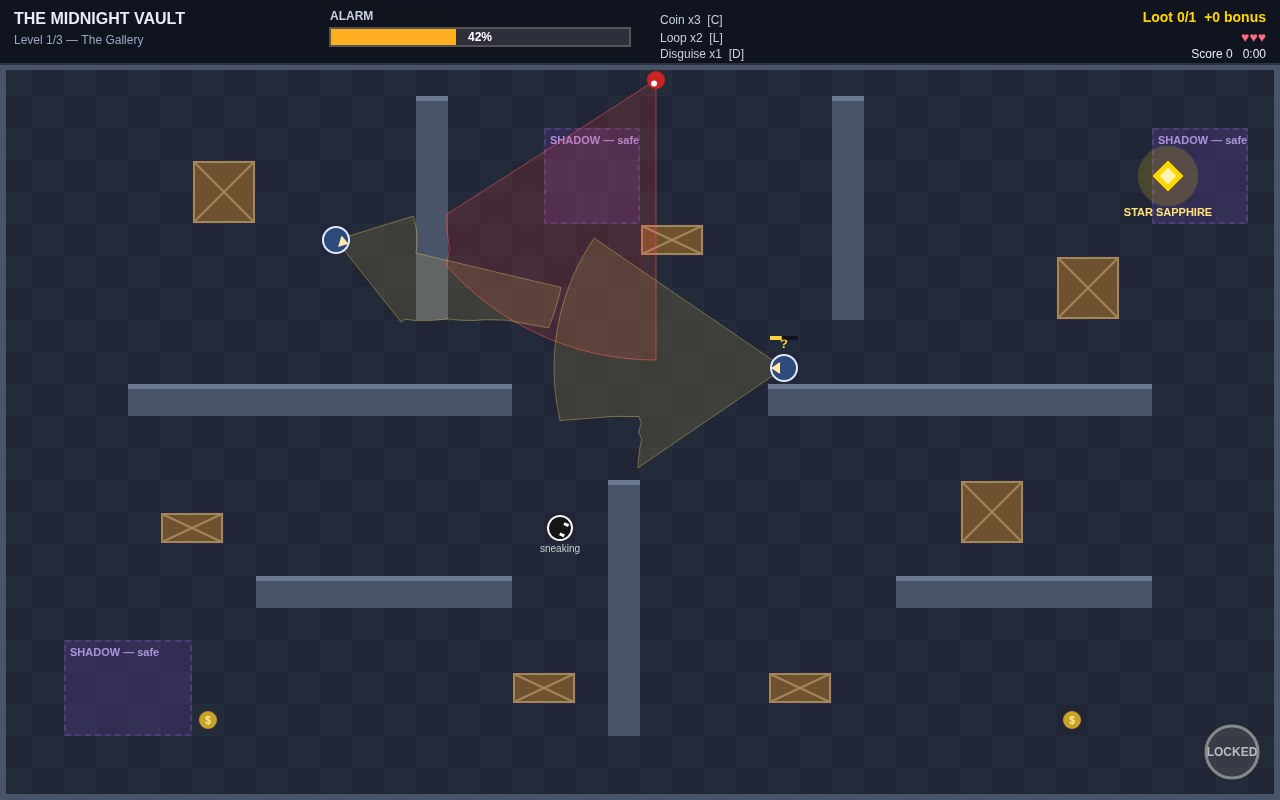 THE MIDNIGHT VAULT
Level 1/3 — The Gallery
ALARM
42%
Coin x3 [C]
Loop x2 [L]
Disguise x1 [D]
Loot 0/1 +0 bonus
♥♥♥
Score 0 0:00
SHADOW — safe
SHADOW — safe
STAR SAPPHIRE
?
sneaking
SHADOW — safe
$
$
LOCKED